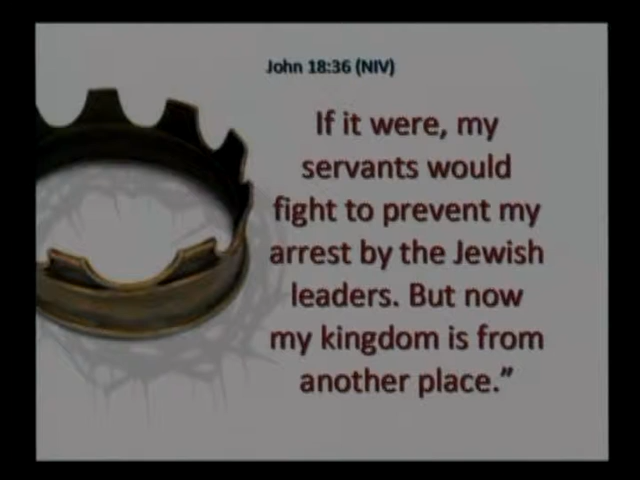 John 18:36 (NIV)
If it were, my
servants would
fight to prevent my
arrest by the Jewish
leaders. But now
my kingdom is from
another place.”